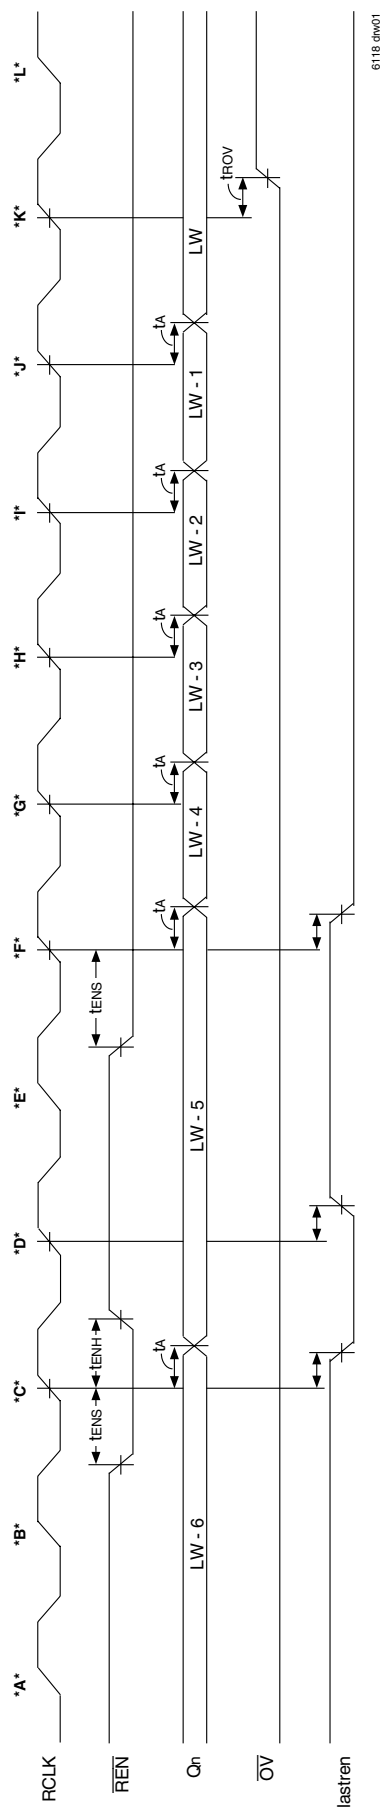 *A* *B* *C* *D* *E* *F* *G* *H* *I* *J* *K* *L*
RCLK
tENS tENH tENS
REN
tA tA tA tA tA tA
Qn LW - 6 LW - 5 LW - 4 LW - 3 LW - 2 LW - 1 LW
tROV
OV
lastren
6118 drw01